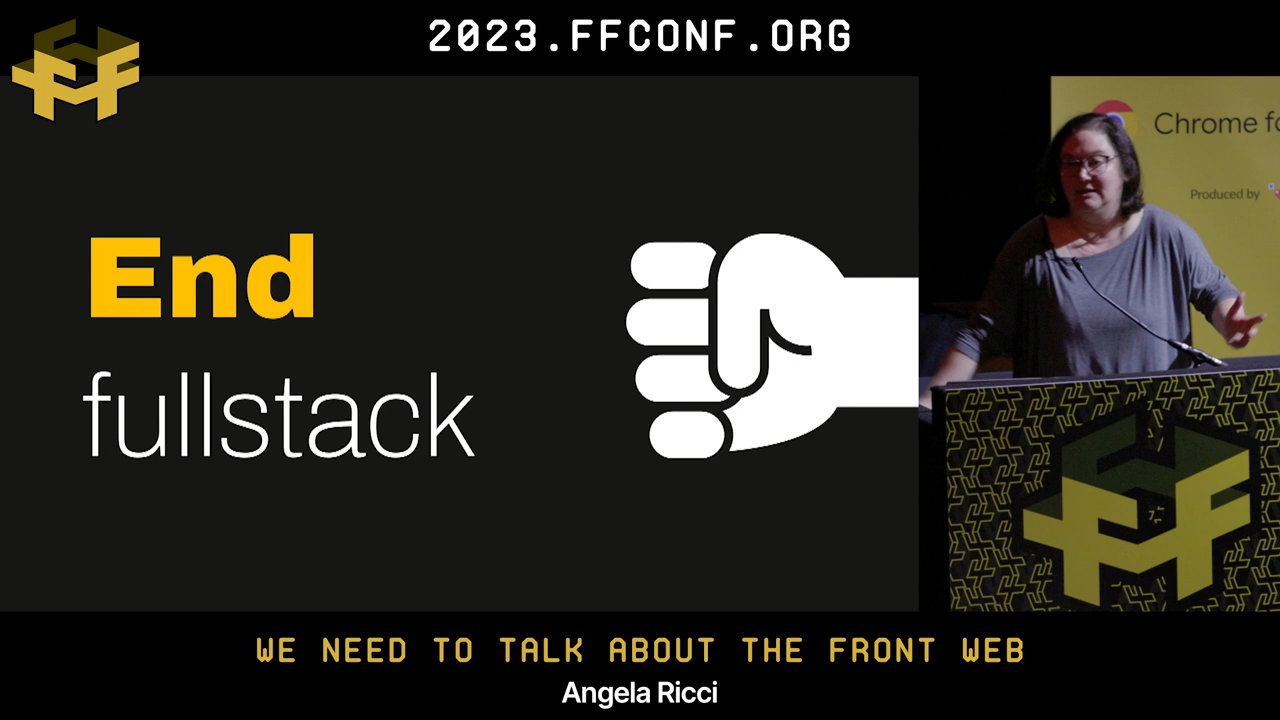 2023.FFCONF.ORG
End
fullstack
Chrome fo
Produced by
WE NEED TO TALK ABOUT THE FRONT WEB
Angela Ricci